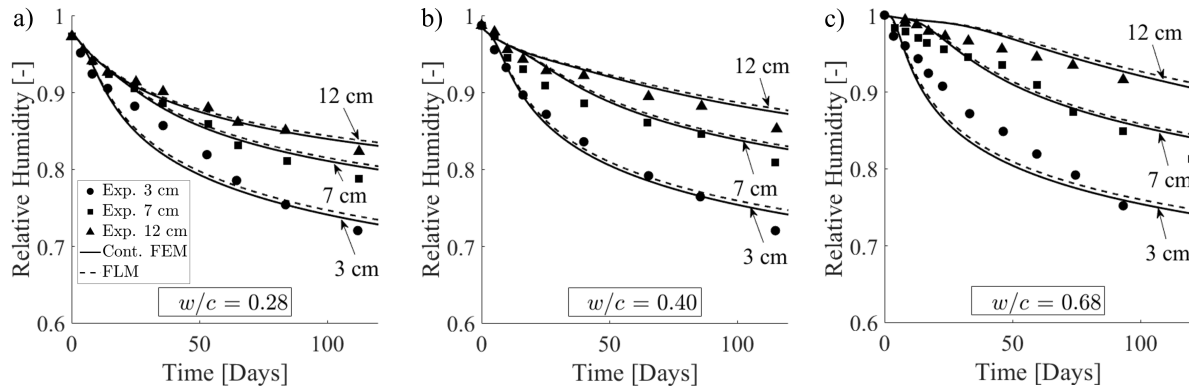 a)
Relative Humidity [-]
1
0.9
0.8
0.7
0.6
0
50
100
Time [Days]
12 cm
7 cm
3 cm
Exp. 3 cm
Exp. 7 cm
Exp. 12 cm
Cont. FEM
FLM
w/c = 0.28
b)
Relative Humidity [-]
1
0.9
0.8
0.7
0.6
0
50
100
Time [Days]
12 cm
7 cm
3 cm
w/c = 0.40
c)
Relative Humidity [-]
1
0.9
0.8
0.7
0.6
0
50
100
Time [Days]
12 cm
7 cm
3 cm
w/c = 0.68